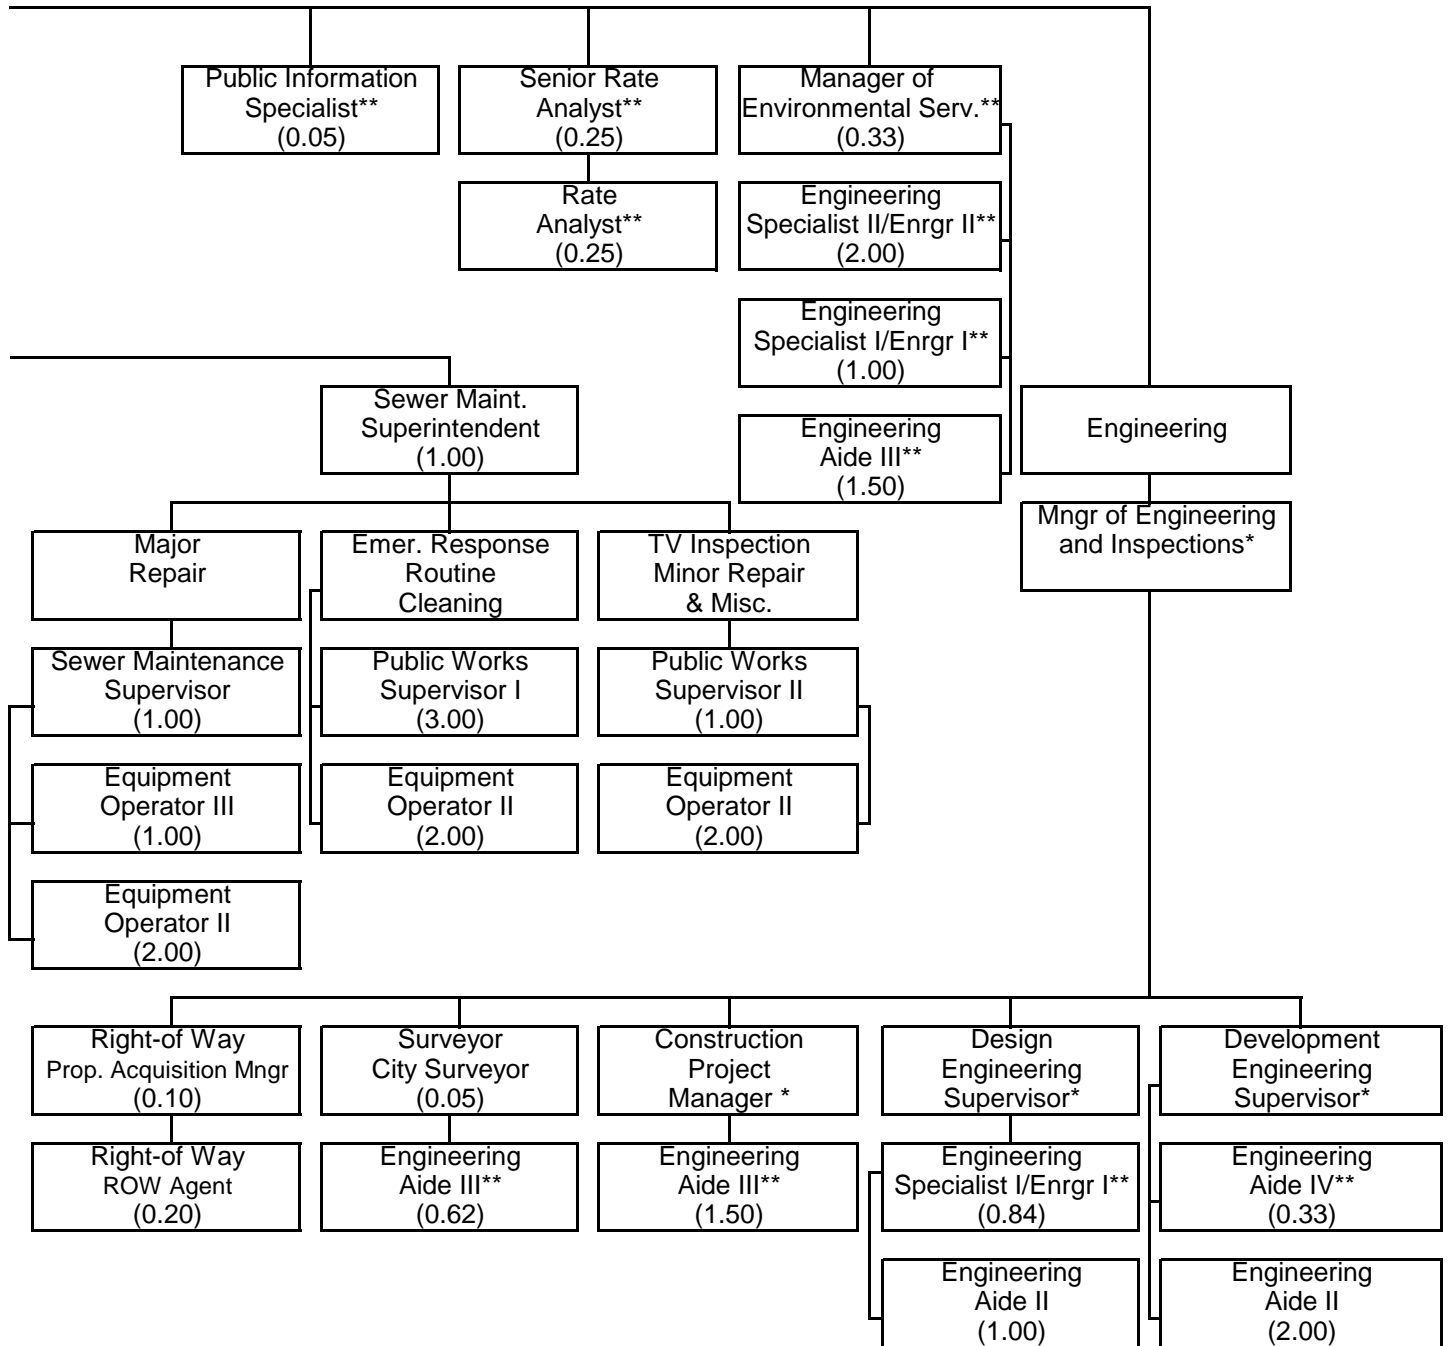 Public Information
Specialist**
(0.05)
Senior Rate
Analyst**
(0.25)
Manager of
Environmental Serv.**
(0.33)
Rate
Analyst**
(0.25)
Engineering
Specialist II/Enrgr II**
(2.00)
Engineering
Specialist I/Enrgr I**
(1.00)
Sewer Maint.
Superintendent
(1.00)
Engineering
Aide III**
(1.50)
Engineering
Mngr of Engineering
and Inspections*
Major
Repair
Emer. Response
Routine
Cleaning
TV Inspection
Minor Repair
& Misc.
Sewer Maintenance
Supervisor
(1.00)
Public Works
Supervisor I
(3.00)
Public Works
Supervisor II
(1.00)
Equipment
Operator III
(1.00)
Equipment
Operator II
(2.00)
Equipment
Operator II
(2.00)
Equipment
Operator II
(2.00)
Right-of Way
Prop. Acquisition Mngr
(0.10)
Surveyor
City Surveyor
(0.05)
Construction
Project
Manager *
Design
Engineering
Supervisor*
Development
Engineering
Supervisor*
Right-of Way
ROW Agent
(0.20)
Engineering
Aide III**
(0.62)
Engineering
Aide III**
(1.50)
Engineering
Specialist I/Enrgr I**
(0.84)
Engineering
Aide IV**
(0.33)
Engineering
Aide II
(1.00)
Engineering
Aide II
(2.00)